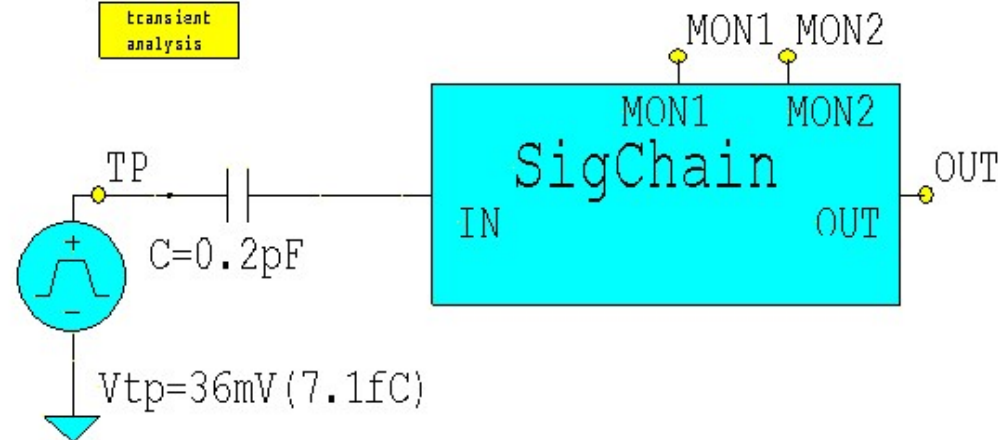 transient
analysis
MON1 MON2
MON1 MON2
SigChain
TP
OUT
IN
OUT
C=0.2pF
Vtp=36mV(7.1fC)